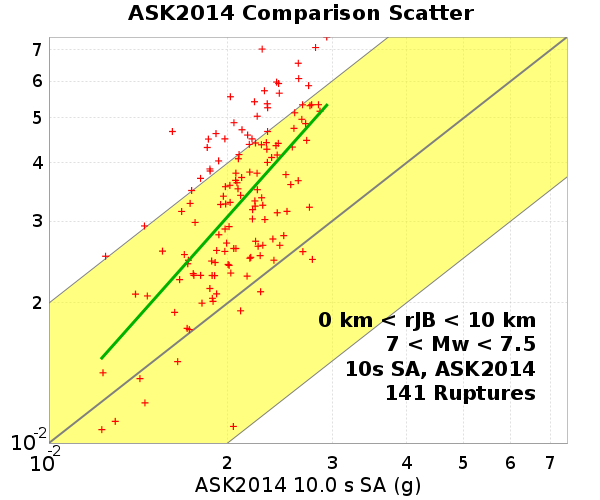 ASK2014 Comparison Scatter
7
6
5
4
3
2
10-2
0 km < rJB < 10 km
7 < Mw < 7.5
10s SA, ASK2014
141 Ruptures
10-2 2 3 4 5 6 7
ASK2014 10.0 s SA (g)